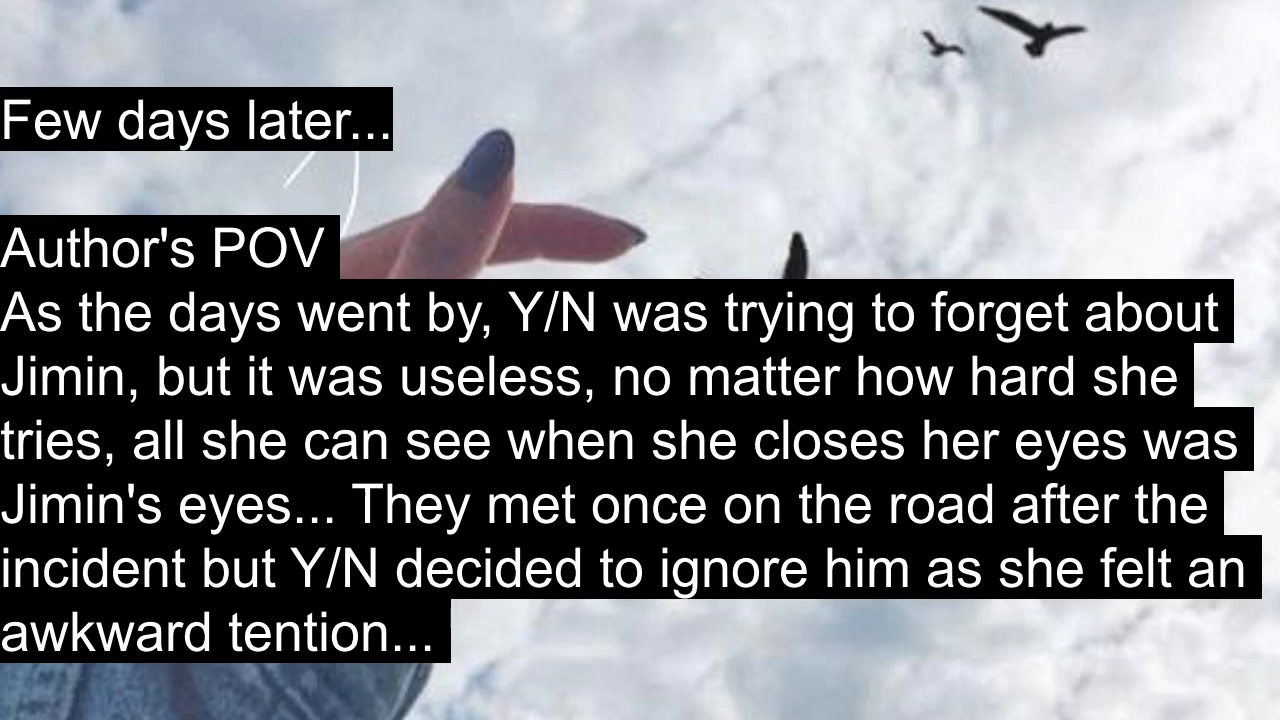 Few days later...
Author's POV
As the days went by, Y/N was trying to forget about
Jimin, but it was useless, no matter how hard she
tries, all she can see when she closes her eyes was
Jimin's eyes... They met once on the road after the
incident but Y/N decided to ignore him as she felt an
awkward tention...